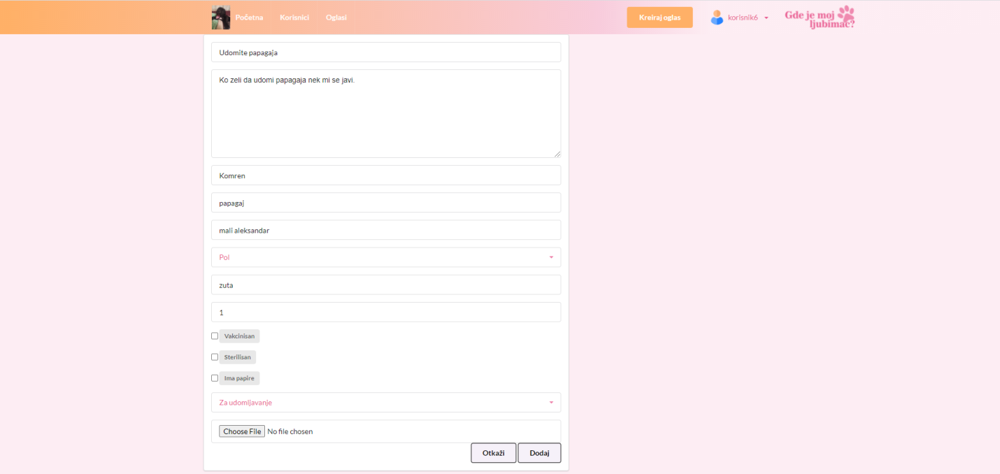 Početna Korisnici Oglasi Kreiraj oglas korisnik6 Gde je moj
ljubimac?
Udomite papagaja
Ko zeli da udomi papagaja nek mi se javi.
Komren
papagaj
mali aleksandar
Pol
zuta
1
Vakcinisan
Sterilisan
Ima papire
Za udomljavanje
Choose File No file chosen
Otkaži Dodaj